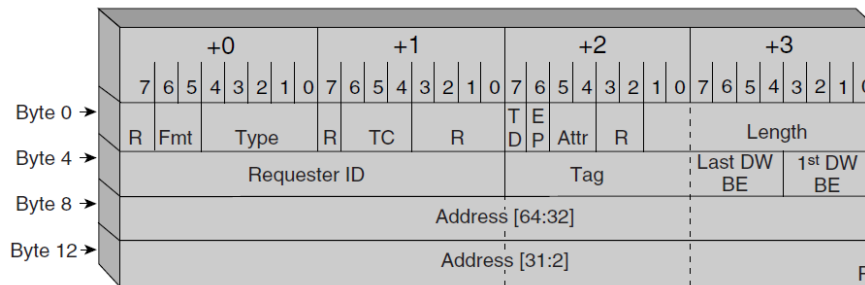 +0 +1 +2 +3
7 6 5 4 3 2 1 0 7 6 5 4 3 2 1 0 7 6 5 4 3 2 1 0 7 6 5 4 3 2 1 0
Byte 0
R Fmt Type R TC R TD EP Attr R Length
Byte 4
Requester ID Tag Last DW BE 1st DW BE
Byte 8
Address [64:32]
Byte 12
Address [31:2]